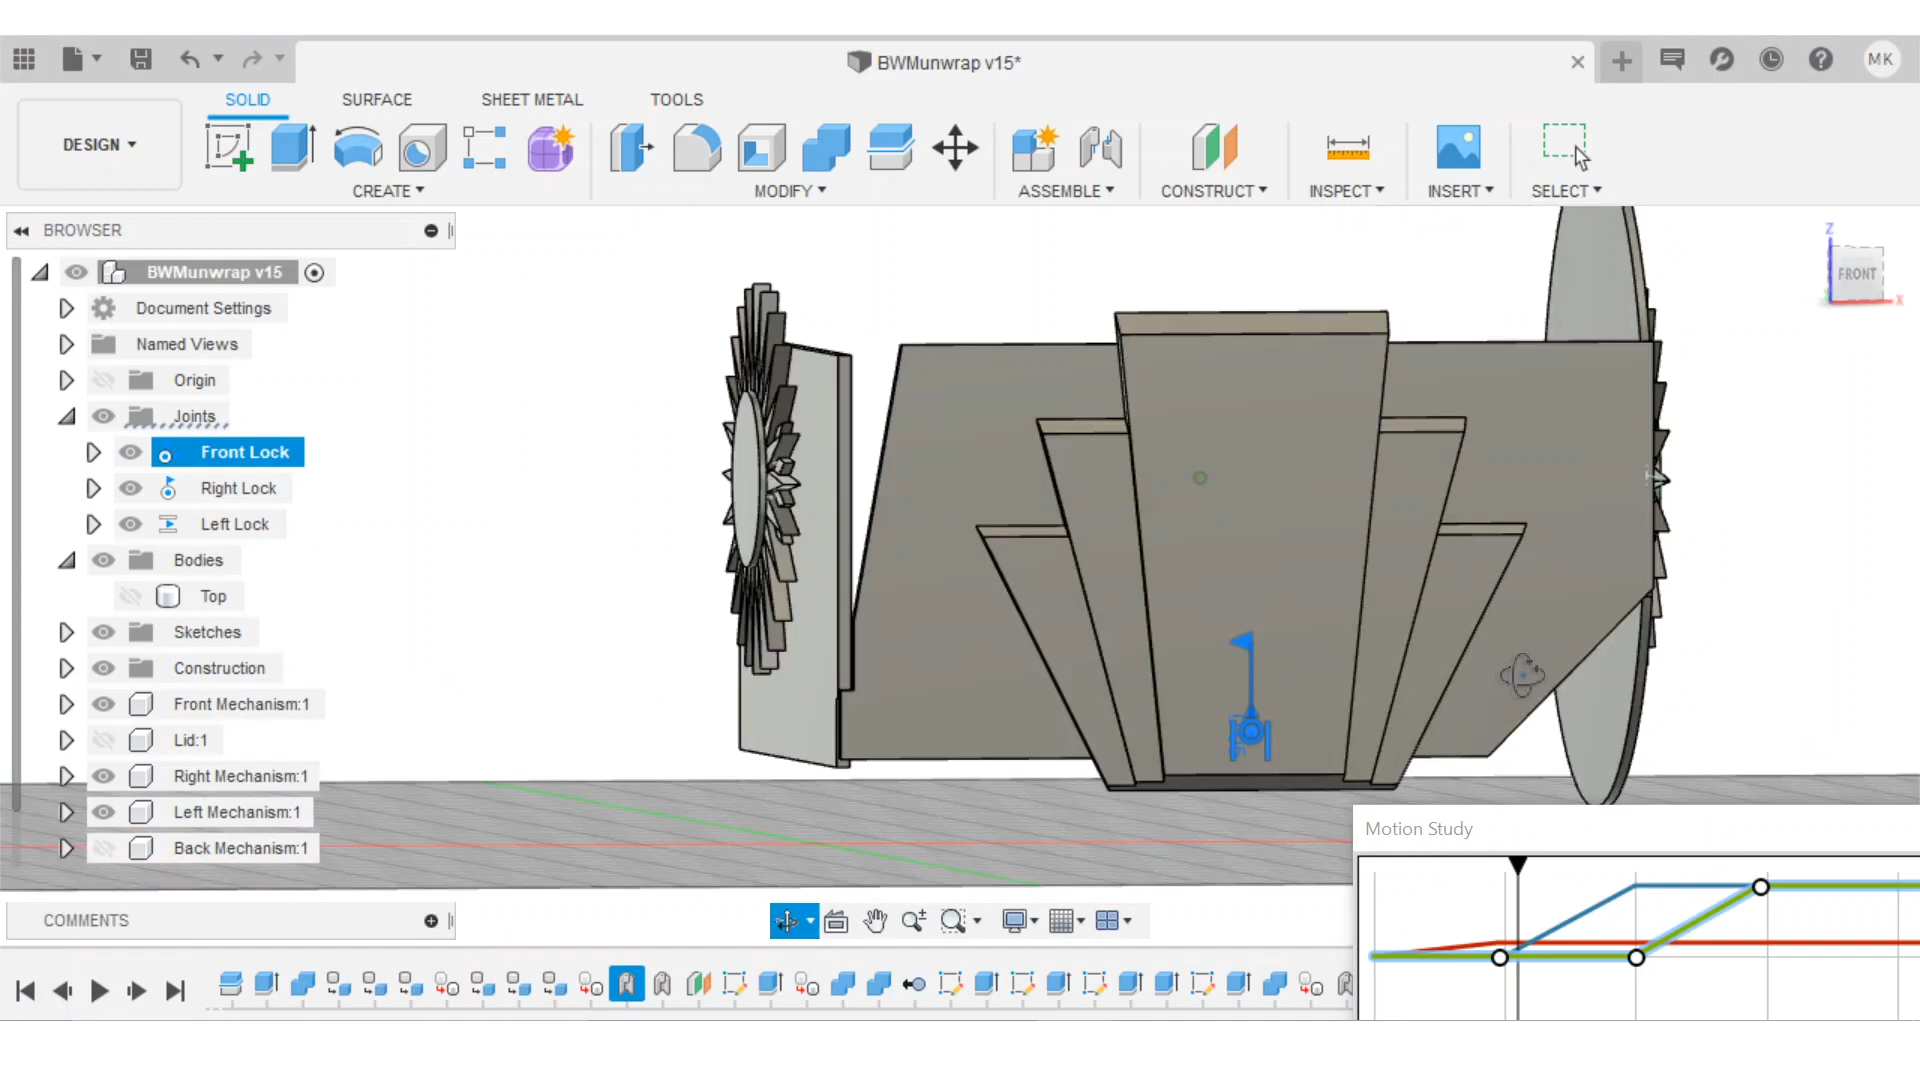 BWMunwrap v15*
MK
DESIGN
SOLID
SURFACE
SHEET METAL
TOOLS
CREATE
MODIFY
ASSEMBLE
CONSTRUCT
INSPECT
INSERT
SELECT
BROWSER
BWMunwrap v15
Document Settings
Named Views
Origin
Joints
Front Lock
Right Lock
Left Lock
Bodies
Top
Sketches
Construction
Front Mechanism:1
Lid:1
Right Mechanism:1
Left Mechanism:1
Back Mechanism:1
Z
FRONT
X
Motion Study
COMMENTS